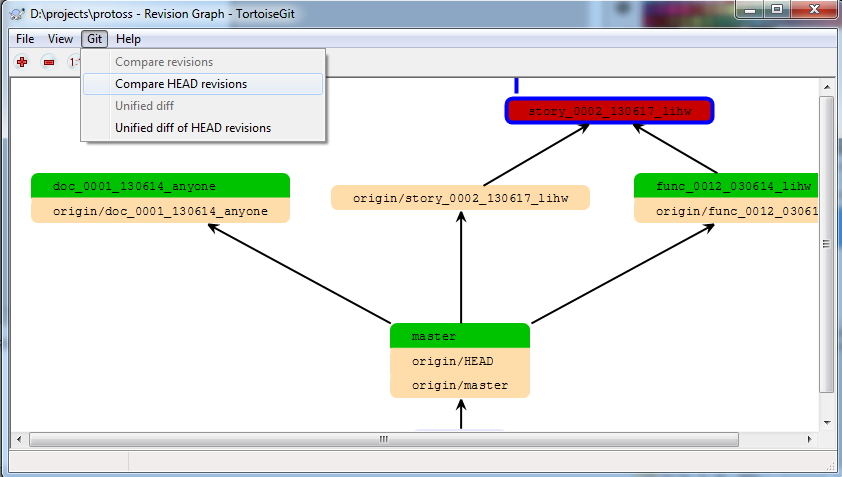 D:\projects\protoss - Revision Graph - TortoiseGit
File View Git Help
1:1
Compare revisions
Compare HEAD revisions
Unified diff
Unified diff of HEAD revisions
story_0002_130617_lihw
doc_0001_130614_anyone
origin/doc_0001_130614_anyone
origin/story_0002_130617_lihw
func_0012_030614_lihw
origin/func_0012_03061
master
origin/HEAD
origin/master